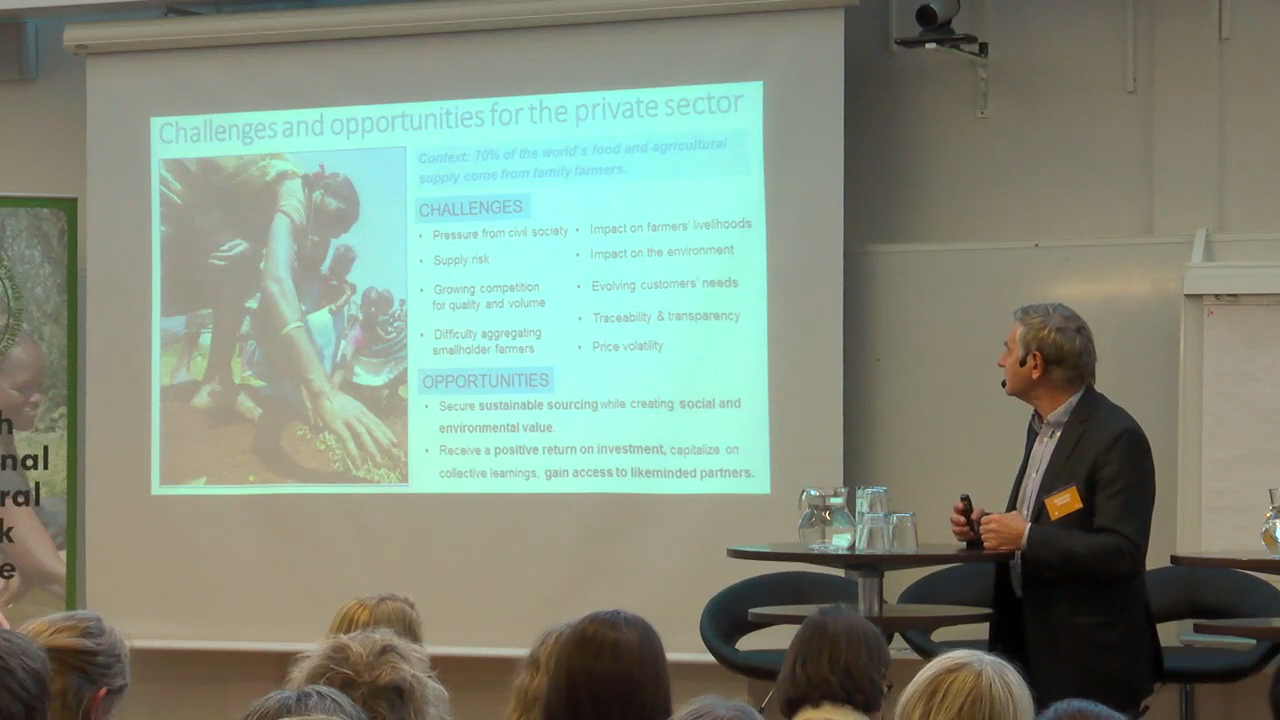 Challenges and opportunities for the private sector
Context: 70% of the world's food and agricultural
supply come from family farmers.
CHALLENGES
• Pressure from civil society
• Supply risk
• Growing competition
for quality and volume
• Difficulty aggregating
smallholder farmers
• Impact on farmers' livelihoods
• Impact on the environment
• Evolving customers' needs
• Traceability & transparency
• Price volatility
OPPORTUNITIES
• Secure sustainable sourcing while creating social and
environmental value.
• Receive a positive return on investment, capitalize on
collective learnings, gain access to likeminded partners.
h
nal
ral
k
e